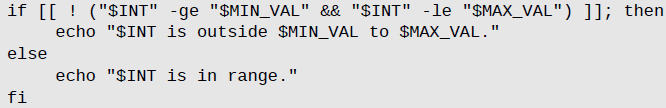 if [[ ! ("$INT" -ge "$MIN_VAL" && "$INT" -le "$MAX_VAL") ]]; then
     echo "$INT is outside $MIN_VAL to $MAX_VAL."
else
     echo "$INT is in range."
fi